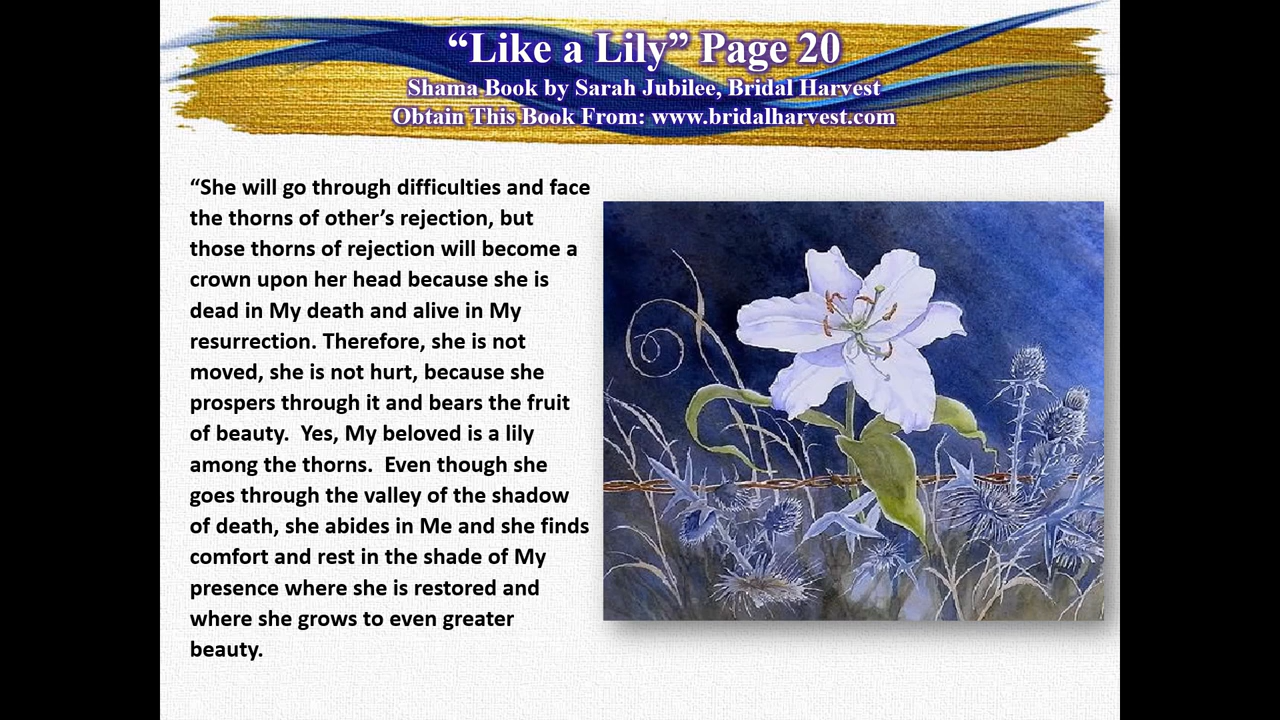 “Like a Lily” Page 20
Shama Book by Sarah Jubilee, Bridal Harvest
Obtain This Book From: www.bridalharvest.com
“She will go through difficulties and face
the thorns of other’s rejection, but
those thorns of rejection will become a
crown upon her head because she is
dead in My death and alive in My
resurrection. Therefore, she is not
moved, she is not hurt, because she
prospers through it and bears the fruit
of beauty.  Yes, My beloved is a lily
among the thorns.  Even though she
goes through the valley of the shadow
of death, she abides in Me and she finds
comfort and rest in the shade of My
presence where she is restored and
where she grows to even greater
beauty.